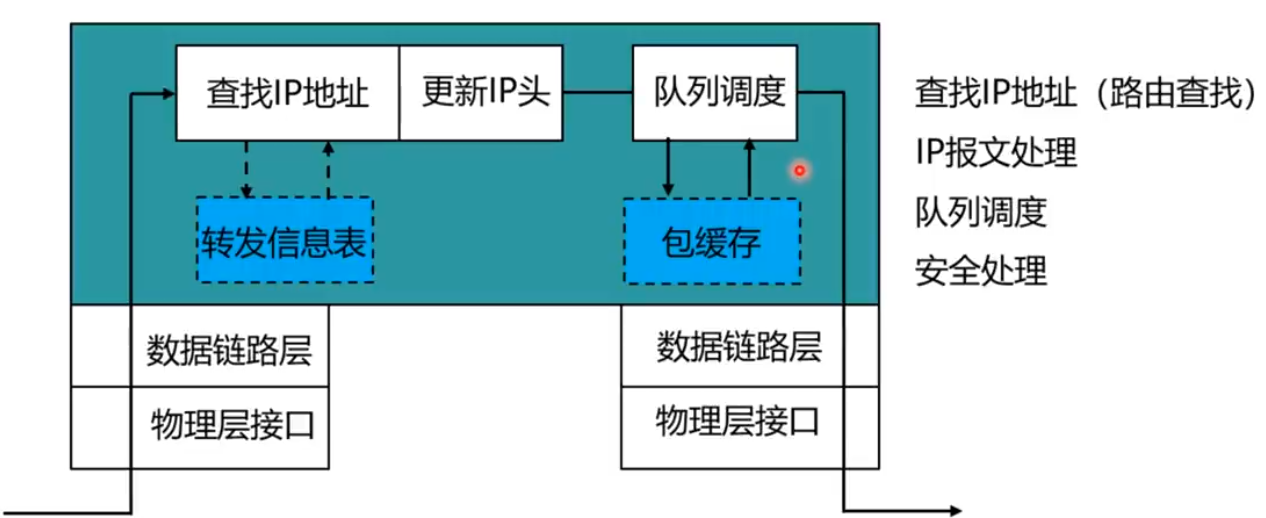 查找IP地址
更新IP头
队列调度
转发信息表
包缓存
数据链路层
物理层接口
数据链路层
物理层接口
查找IP地址（路由查找）
IP报文处理
队列调度
安全处理